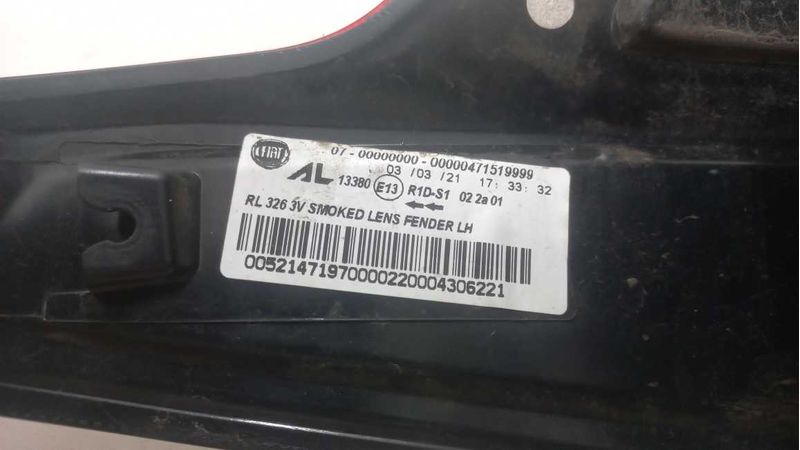 FIAT
07-00000000-00000471519999
03/03/21 17:33:32
AL 13380 E13 R1D-S1 02 2a 01
RL 326 3V SMOKED LENS FENDER LH
00521471970000220004306221